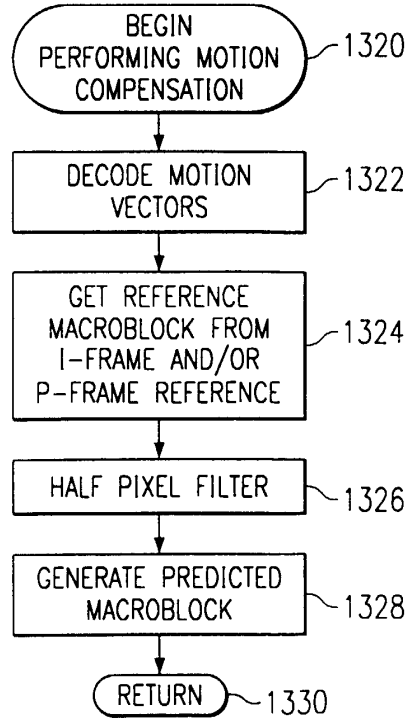 BEGIN
PERFORMING MOTION
COMPENSATION
1320
DECODE MOTION
VECTORS
1322
GET REFERENCE
MACROBLOCK FROM
I-FRAME AND/OR
P-FRAME REFERENCE
1324
HALF PIXEL FILTER
1326
GENERATE PREDICTED
MACROBLOCK
1328
RETURN
1330